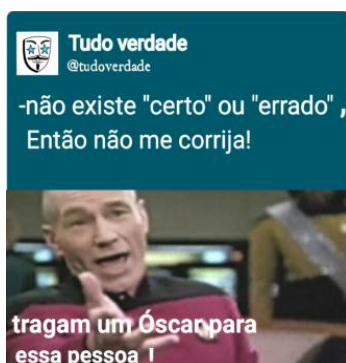 Tudo verdade
@tudoverdade
-não existe "certo" ou "errado" ,
Então não me corrija!
tragam um Óscar para
essa pessoa !